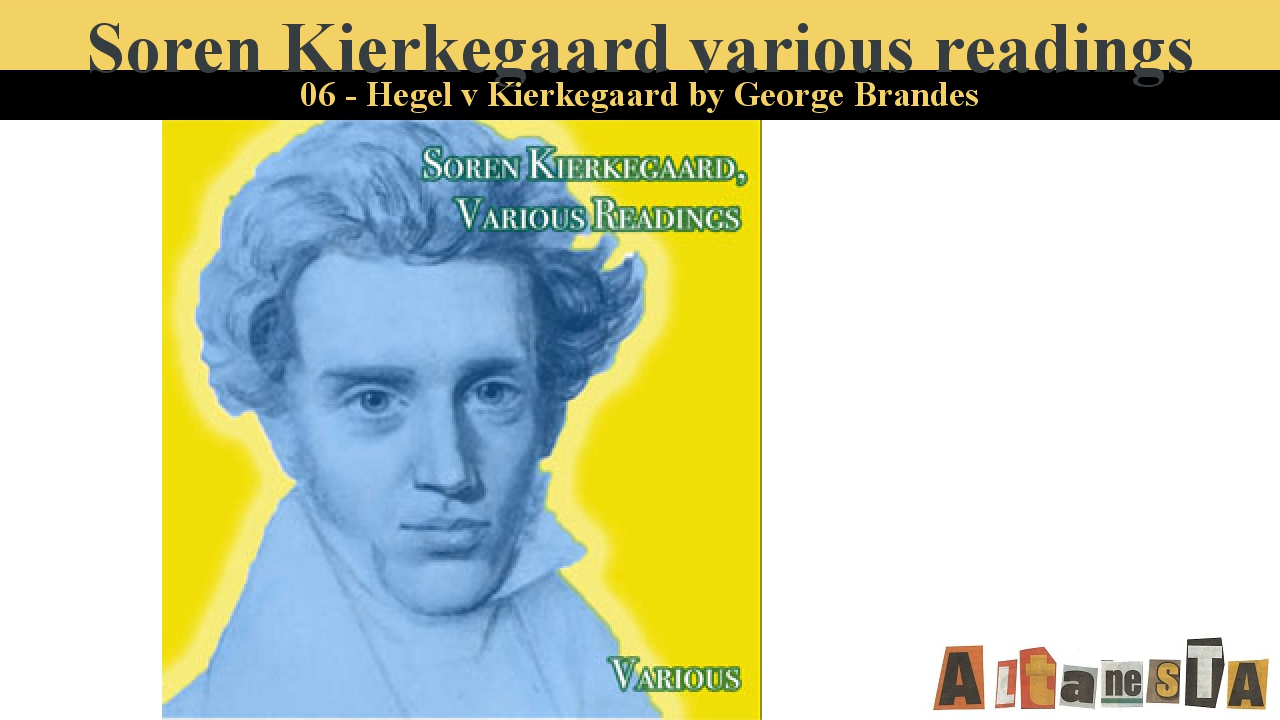 Soren Kierkegaard various readings
06 - Hegel v Kierkegaard by George Brandes
Soren Kierkegaard,
Various Readings
Various
AltanesTA